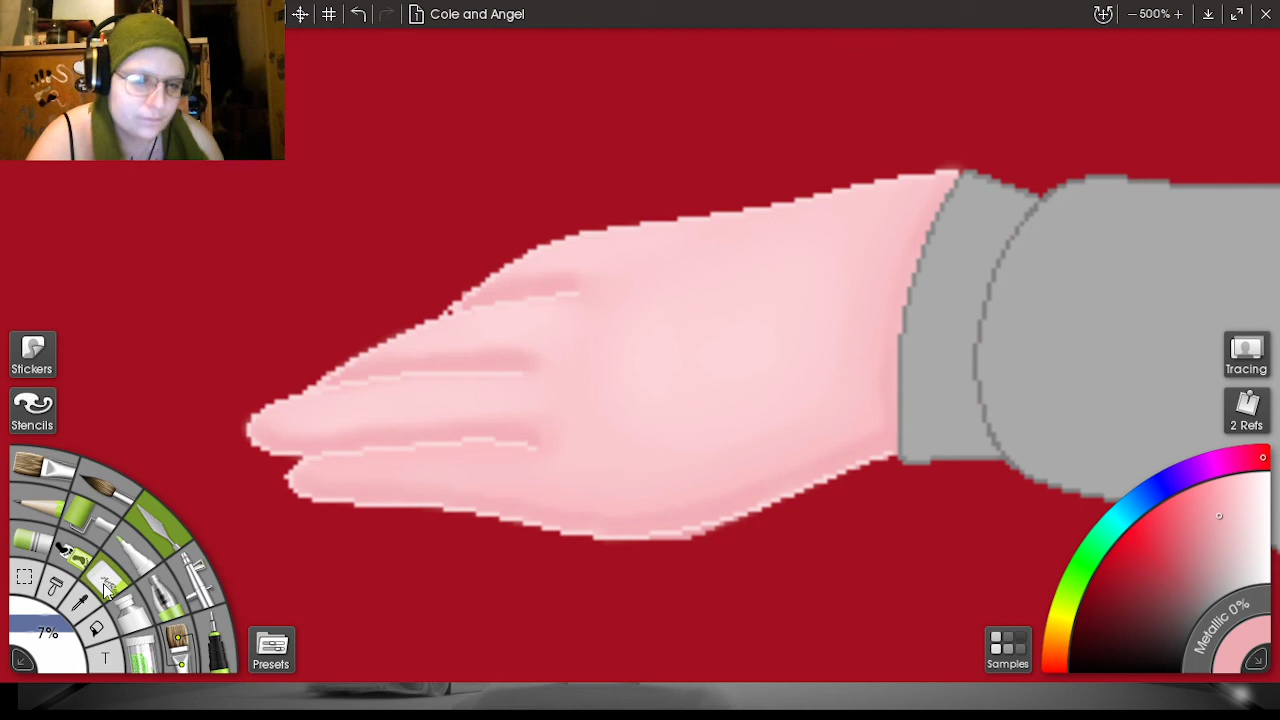 Cole and Angel
500%
Stickers
Tracing
Stencils
2 Refs
7%
Metallic 0%
Presets
Samples
T